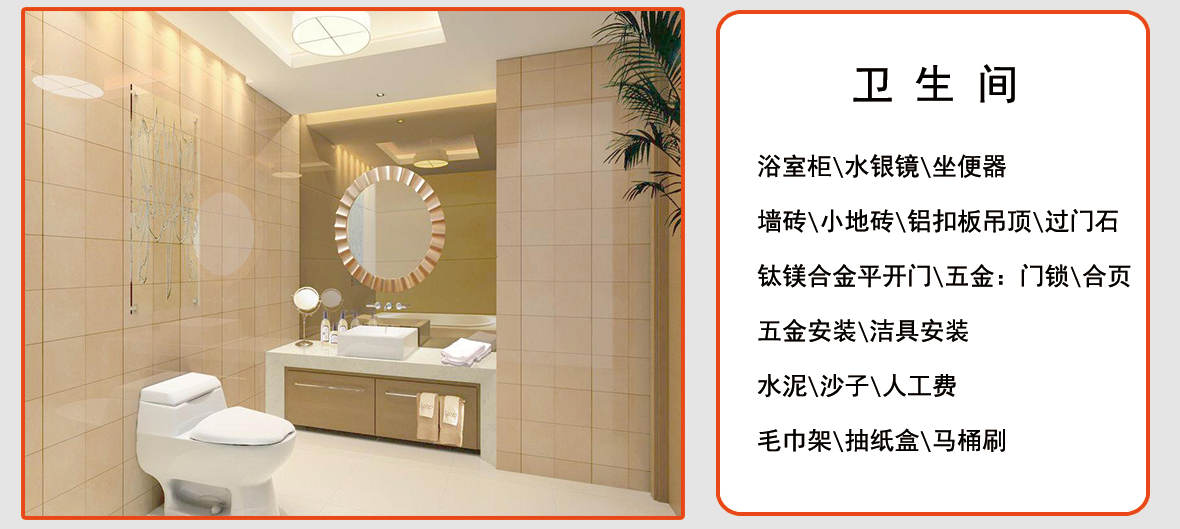 卫生间
浴室柜\水银镜\坐便器
墙砖\小地砖\铝扣板吊顶\过门石
钛镁合金平开门\五金：门锁\合页
五金安装\洁具安装
水泥\沙子\人工费
毛巾架\抽纸盒\马桶刷